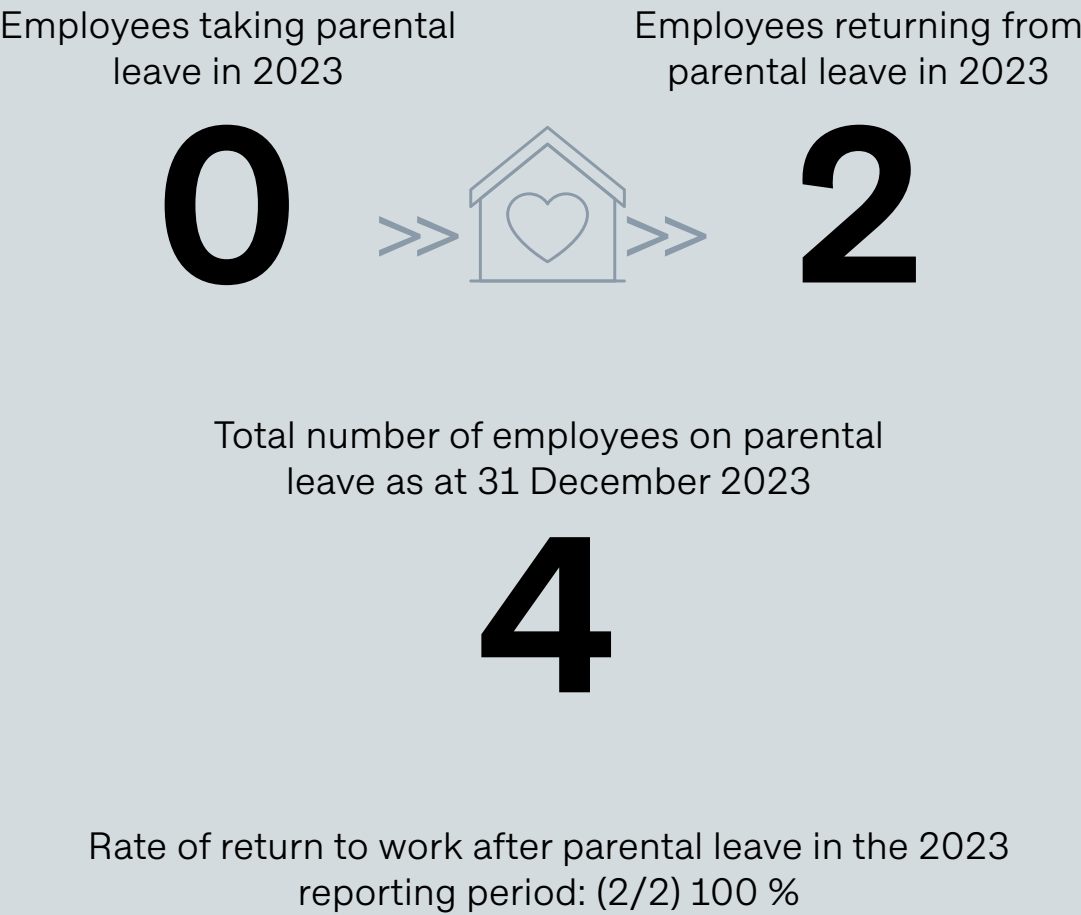 Employees taking parental
leave in 2023
0
Employees returning from
parental leave in 2023
2
Total number of employees on parental
leave as at 31 December 2023
4
Rate of return to work after parental leave in the 2023
reporting period: (2/2) 100 %